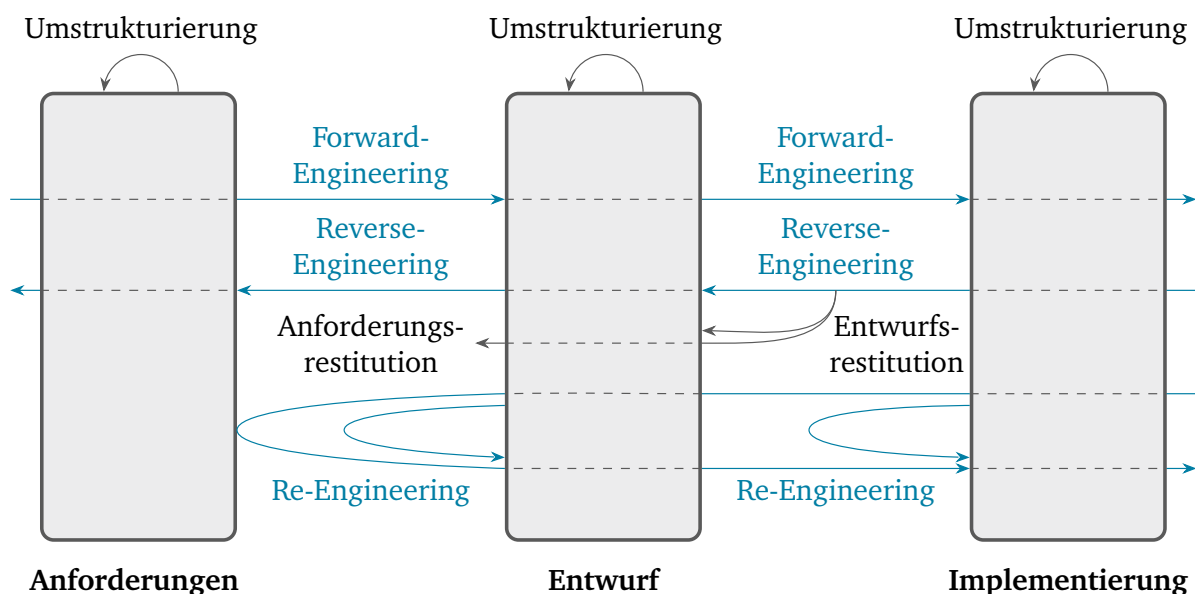 Umstrukturierung
Umstrukturierung
Umstrukturierung
Forward-
Engineering
Forward-
Engineering
Reverse-
Engineering
Reverse-
Engineering
Anforderungs-
restitution
Entwurfs-
restitution
Re-Engineering
Re-Engineering
Anforderungen
Entwurf
Implementierung